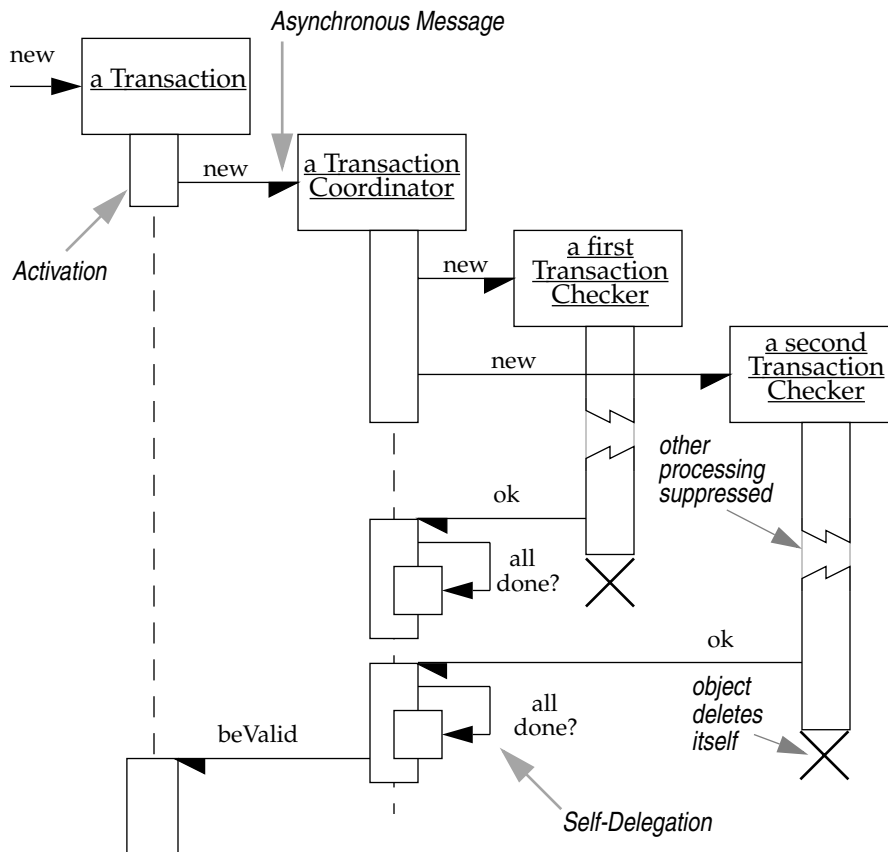 Asynchronous Message
new
a Transaction
new
a Transaction
Coordinator
Activation
new
a first
Transaction
Checker
new
a second
Transaction
Checker
other
processing
suppressed
ok
all
done?
ok
object
deletes
itself
all
done?
beValid
Self-Delegation